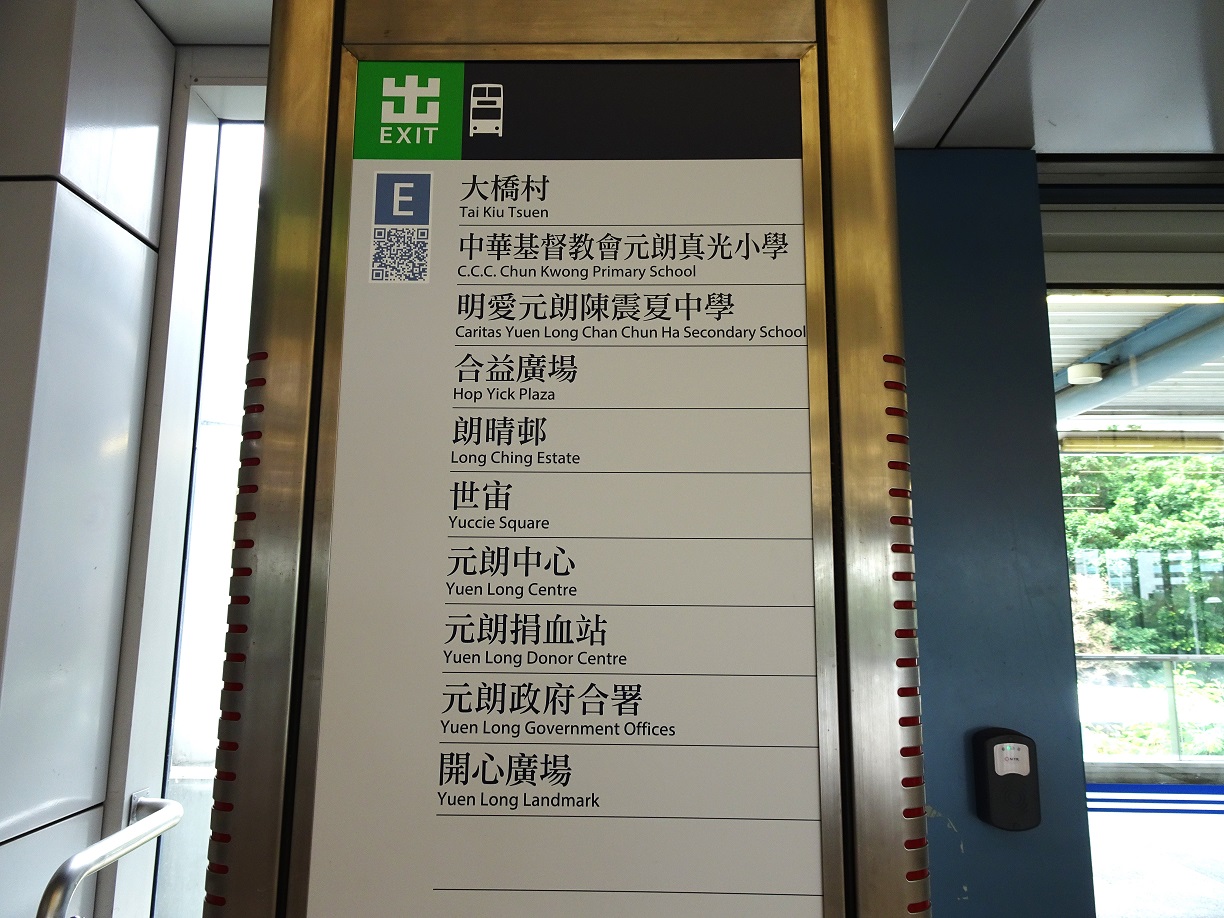 出
EXIT
E
大橋村
Tai Kiu Tsuen
中華基督教會元朗真光小學
C.C.C. Chun Kwong Primary School
明愛元朗陳震夏中學
Caritas Yuen Long Chan Chun Ha Secondary School
合益廣場
Hop Yick Plaza
朗晴邨
Long Ching Estate
世宙
Yuccie Square
元朗中心
Yuen Long Centre
元朗捐血站
Yuen Long Donor Centre
元朗政府合署
Yuen Long Government Offices
開心廣場
Yuen Long Landmark